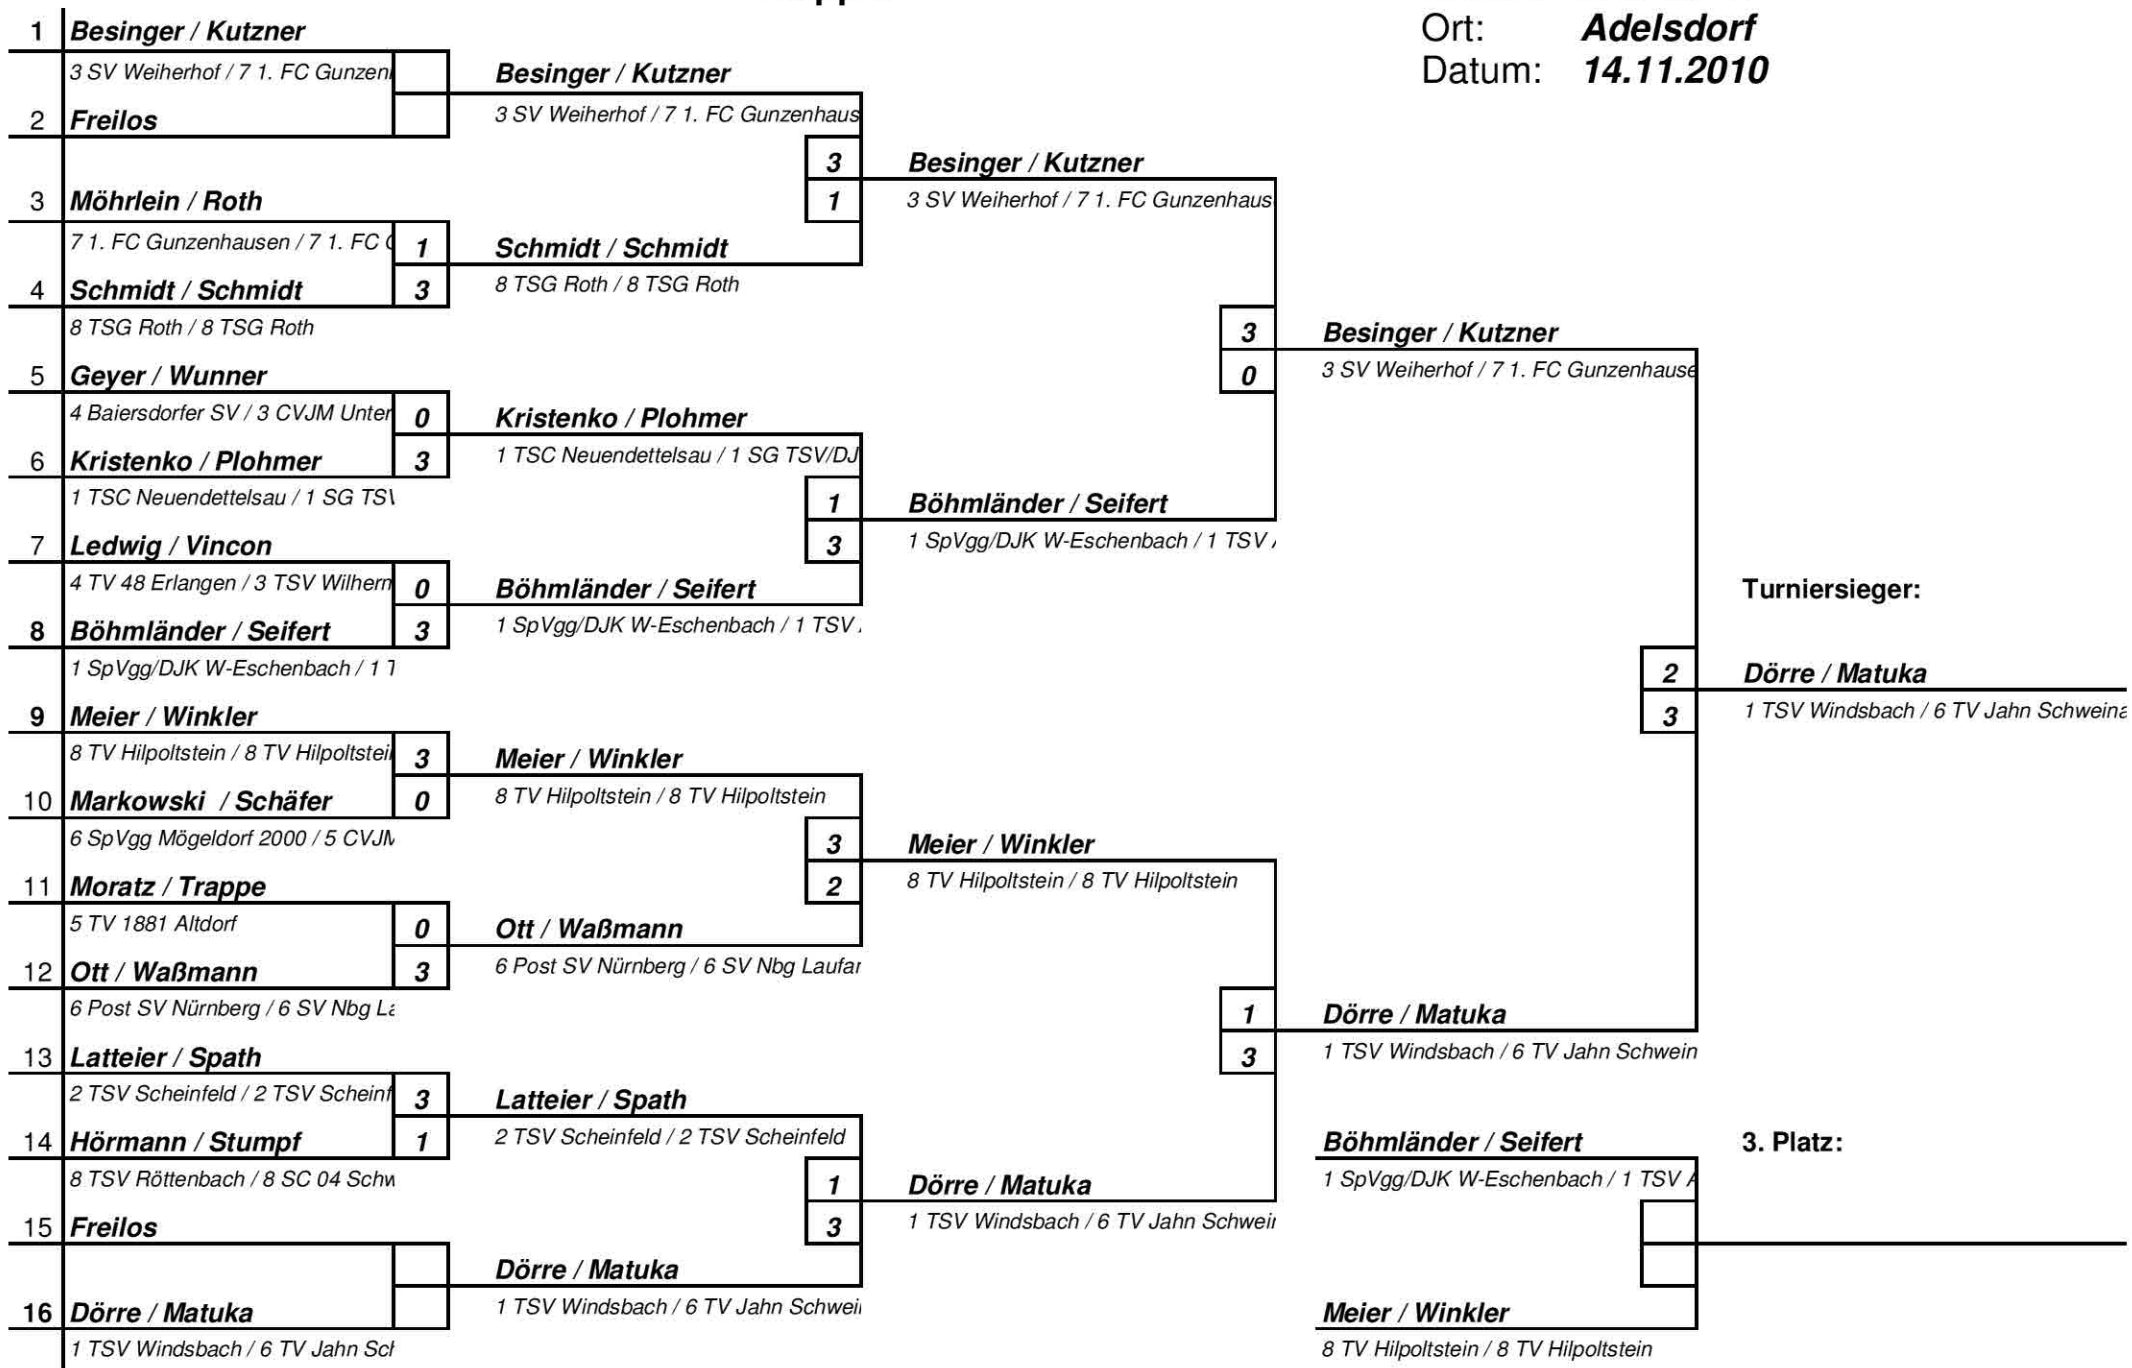 Ort: Adelsdorf
Datum: 14.11.2010
1 Besinger / Kutzner
3 SV Weiherhof / 7 1. FC
2 Freilos
3 Möhrlein / Roth
7 1. FC Gunzenhausen / 7 1. FC
1
4 Schmidt / Schmidt
3
8 TSG Roth / 8 TSG Roth
5 Geyer / Wunner
4 Baiersdorfer SV / 3 CVJM Unter
0
6 Kristenko / Plohmer
3
1 TSC Neuendettelsau / 1 SG
7 Ledwig / Vincon
4 TV 48 Erlangen / 3 TSV
0
8 Böhmländer / Seifert
3
1 SpVgg/DJK W-Eschenbach / 1
9 Meier / Winkler
8 TV Hilpoltstein / 8 TV
3
10 Markowski / Schäfer
0
6 SpVgg Mögeldorf 2000 / 5
11 Moratz / Trappe
5 TV 1881 Altdorf
0
12 Ott / Waßmann
3
6 Post SV Nürnberg / 6 SV Nbg
13 Latteier / Spath
2 TSV Scheinfeld / 2 TSV Scheinf
3
14 Hörmann / Stumpf
1
8 TSV Röttenbach / 8 SC 04
15 Freilos
16 Dörre / Matuka
1 TSV Windsbach / 6 TV Jahn
Besinger / Kutzner
3 SV Weiherhof / 7 1. FC Gunzenhaus
3
1
Schmidt / Schmidt
8 TSG Roth / 8 TSG Roth
Kristenko / Plohmer
1 TSC Neuendettelsau / 1 SG TSV/DJ
1
3
Böhmländer / Seifert
1 SpVgg/DJK W-Eschenbach / 1 TSV
Meier / Winkler
8 TV Hilpoltstein / 8 TV Hilpoltstein
3
2
Ott / Waßmann
6 Post SV Nürnberg / 6 SV Nbg Laufar
Latteier / Spath
2 TSV Scheinfeld / 2 TSV Scheinfeld
1
3
Dörre / Matuka
1 TSV Windsbach / 6 TV Jahn
Besinger / Kutzner
3 SV Weiherhof / 7 1. FC Gunzenhaus
3
0
Böhmländer / Seifert
1 SpVgg/DJK W-Eschenbach / 1 TSV
Meier / Winkler
8 TV Hilpoltstein / 8 TV Hilpoltstein
1
3
Dörre / Matuka
1 TSV Windsbach / 6 TV Jahn
Besinger / Kutzner
3 SV Weiherhof / 7 1. FC Gunzenhause
2
3
Dörre / Matuka
1 TSV Windsbach / 6 TV Jahn Schwein
Turniersieger:
Dörre / Matuka
1 TSV Windsbach / 6 TV Jahn
Böhmländer / Seifert
1 SpVgg/DJK W-Eschenbach / 1 TSV
Meier / Winkler
8 TV Hilpoltstein / 8 TV Hilpoltstein
3. Platz: